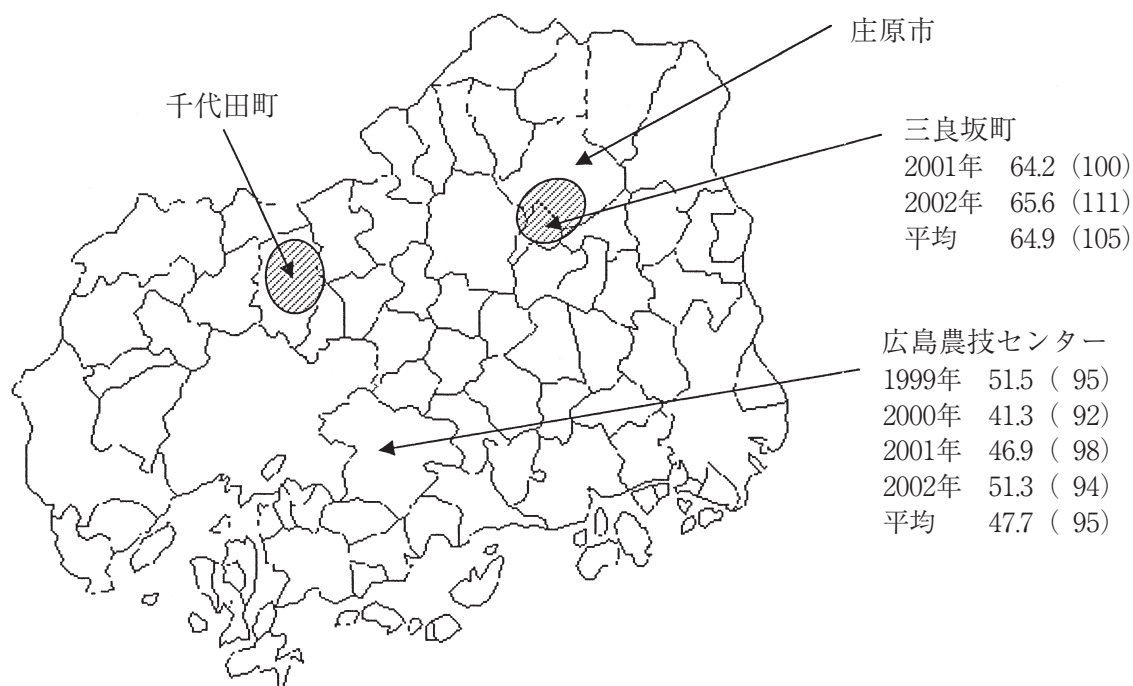 庄原市
千代田町
三良坂町
2001年 64.2 (100)
2002年 65.6 (111)
平均 64.9 (105)
広島農技センター
1999年 51.5 ( 95)
2000年 41.3 ( 92)
2001年 46.9 ( 98)
2002年 51.3 ( 94)
平均 47.7 ( 95)